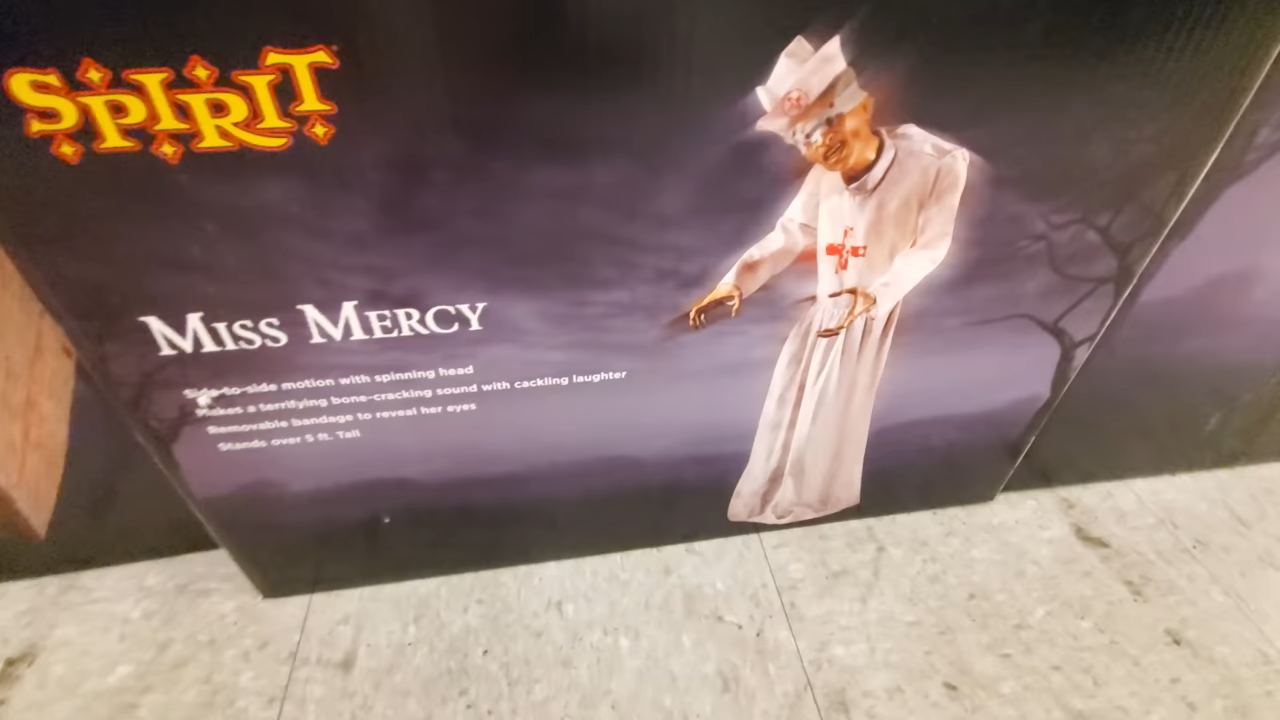 SPIRIT
MISS MERCY
Side-to-side motion with spinning head
Makes a terrifying bone-cracking sound with cackling laughter
Removable bandage to reveal her eyes
Stands over 5 ft. Tall